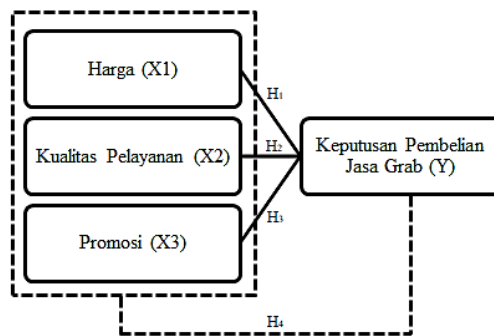 Harga (X1)
H₁
Kualitas Pelayanan (X2)
H₂
Keputusan Pembelian
Jasa Grab (Y)
Promosi (X3)
H₃
H₄